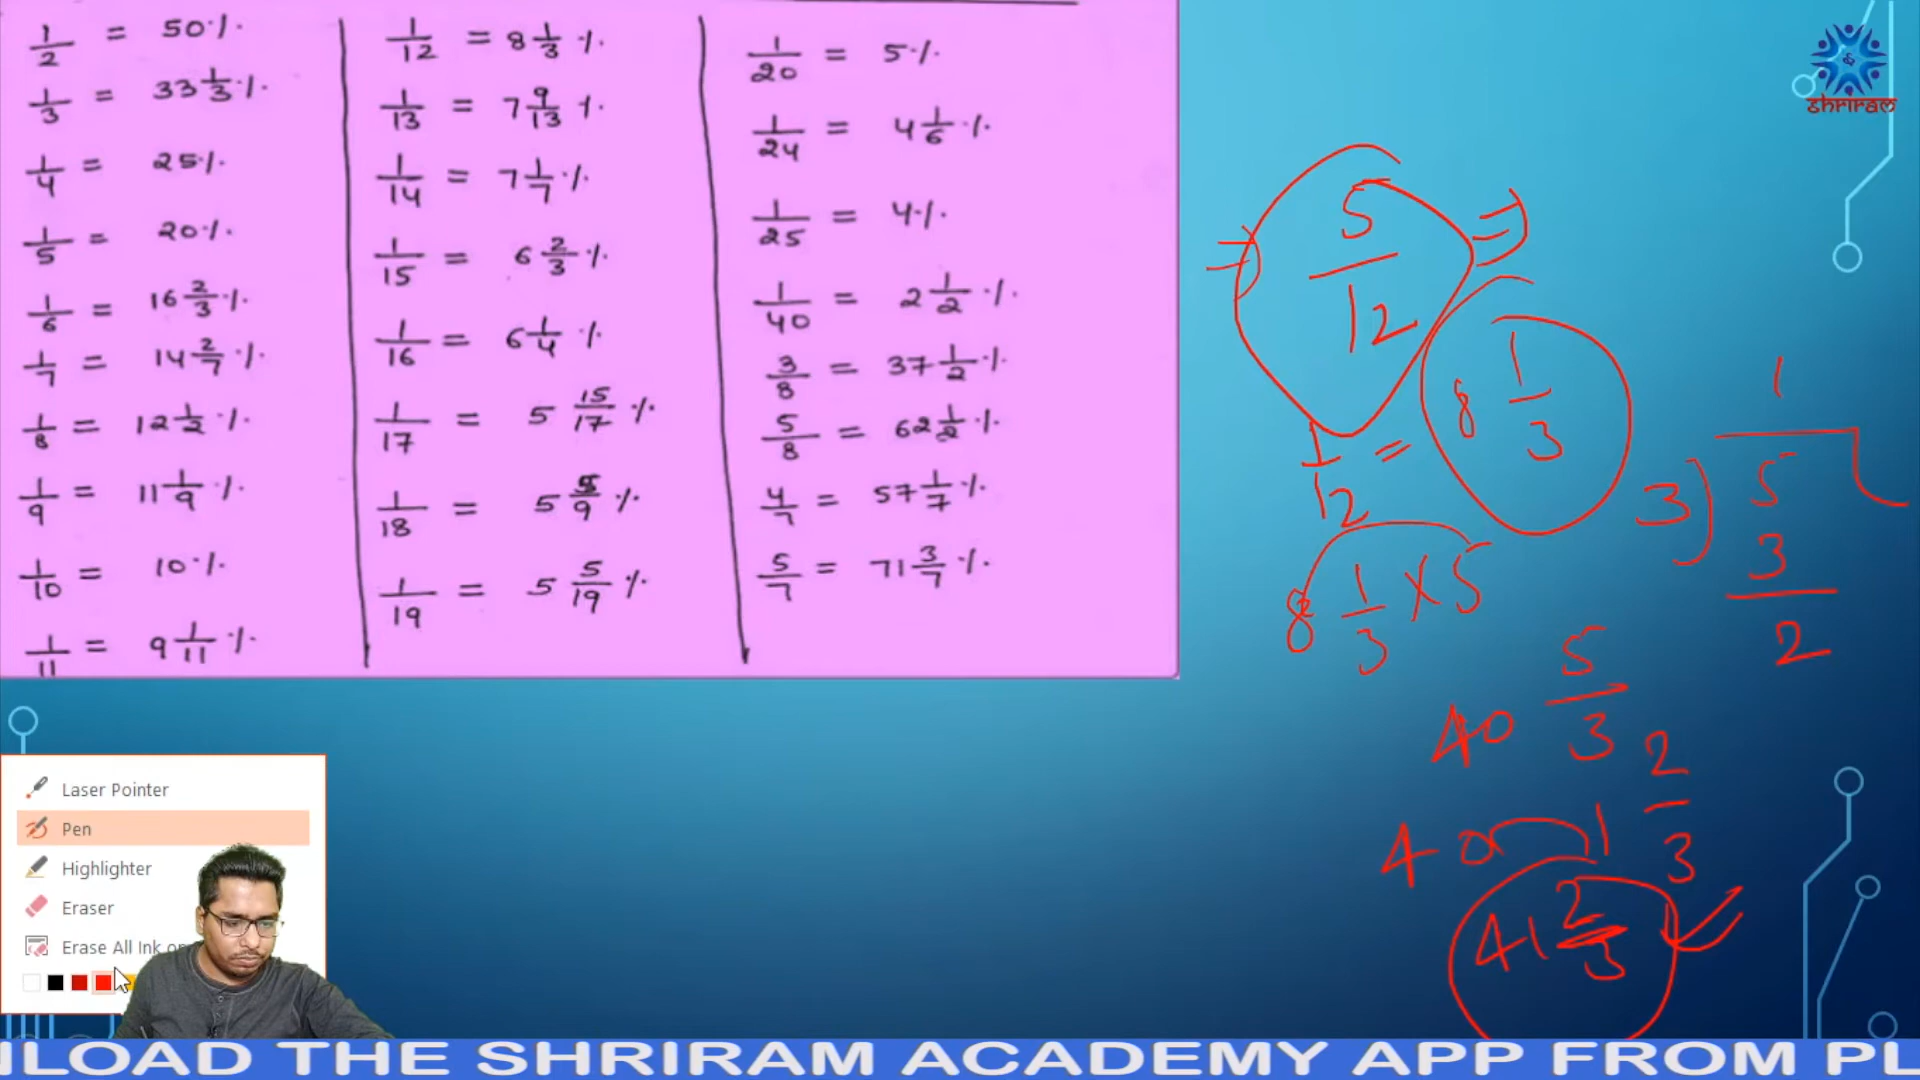 1/2 = 50%
1/3 = 33 1/3 %
1/4 = 25%
1/5 = 20%
1/6 = 16 2/3 %
1/7 = 14 2/7 %
1/8 = 12 1/2 %
1/9 = 11 1/9 %
1/10 = 10%
1/11 = 9 1/11 %
1/12 = 8 1/3 %
1/13 = 7 9/13 %
1/14 = 7 1/7 %
1/15 = 6 2/3 %
1/16 = 6 1/4 %
1/17 = 5 15/17 %
1/18 = 5 5/9 %
1/19 = 5 5/19 %
1/20 = 5%
1/24 = 4 1/6 %
1/25 = 4%
1/40 = 2 1/2 %
3/8 = 37 1/2 %
5/8 = 62 1/2 %
4/7 = 57 1/7 %
5/7 = 71 3/7 %
Shriram
⇒ 5/12 ⇒
1/12 = 8 1/3
8 1/3 × 5
40 5/3
1
3) 5
3
2
40 1 2/3
41 2/3
Laser Pointer
Pen
Highlighter
Eraser
Erase All Ink on
NLOAD THE SHRIRAM ACADEMY APP FROM PL